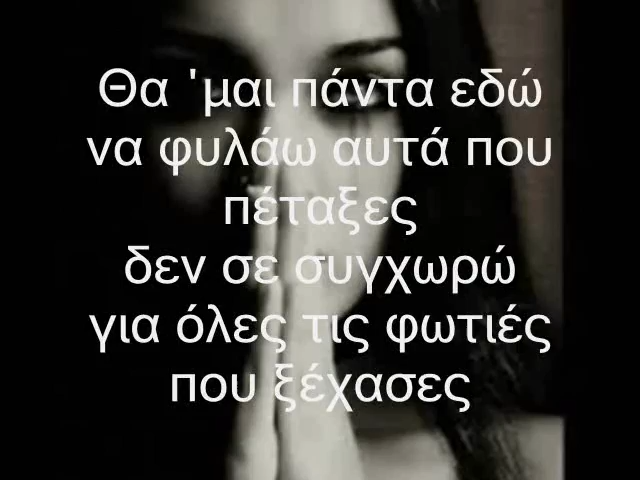 Θα 'μαι πάντα εδώ
να φυλάω αυτά που
πέταξες
δεν σε συγχωρώ
για όλες τις φωτιές
που ξέχασες